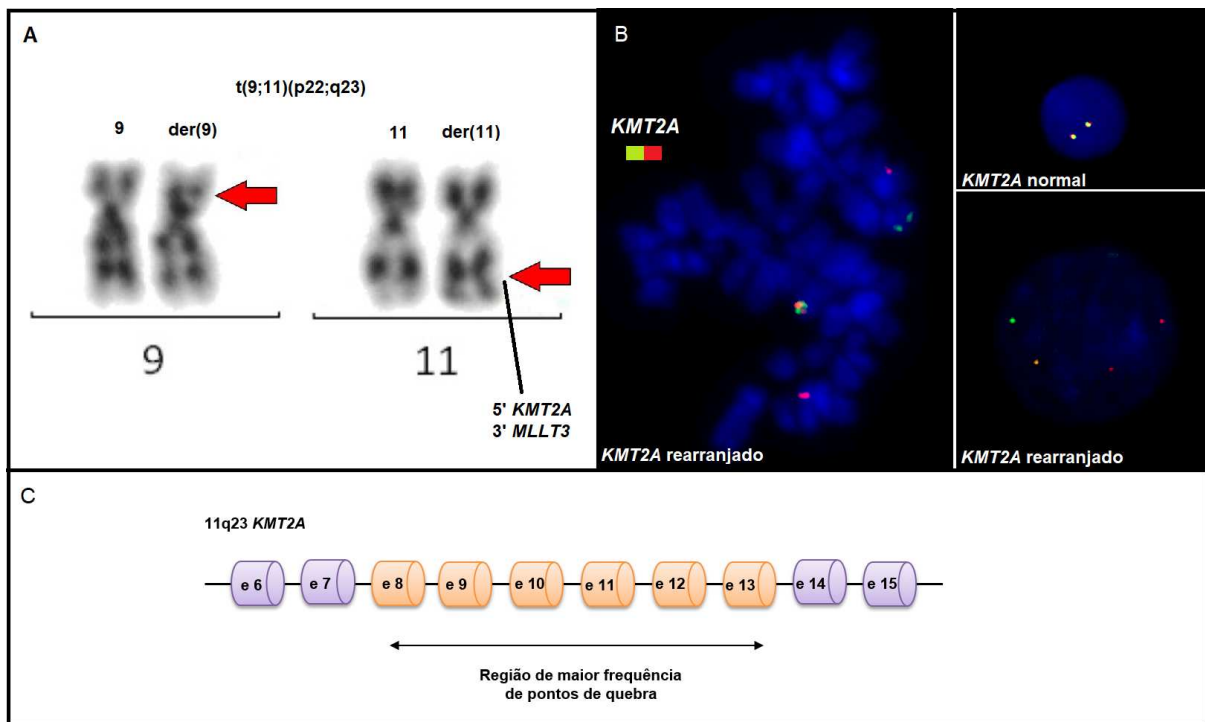 A
t(9;11)(p22;q23)
9 der(9)
11 der(11)
9
11
5' KMT2A
3' MLLT3
B
KMT2A
KMT2A rearranjado
KMT2A normal
KMT2A rearranjado
C
11q23 KMT2A
e 6 e 7 e 8 e 9 e 10 e 11 e 12 e 13 e 14 e 15
Região de maior frequência
de pontos de quebra